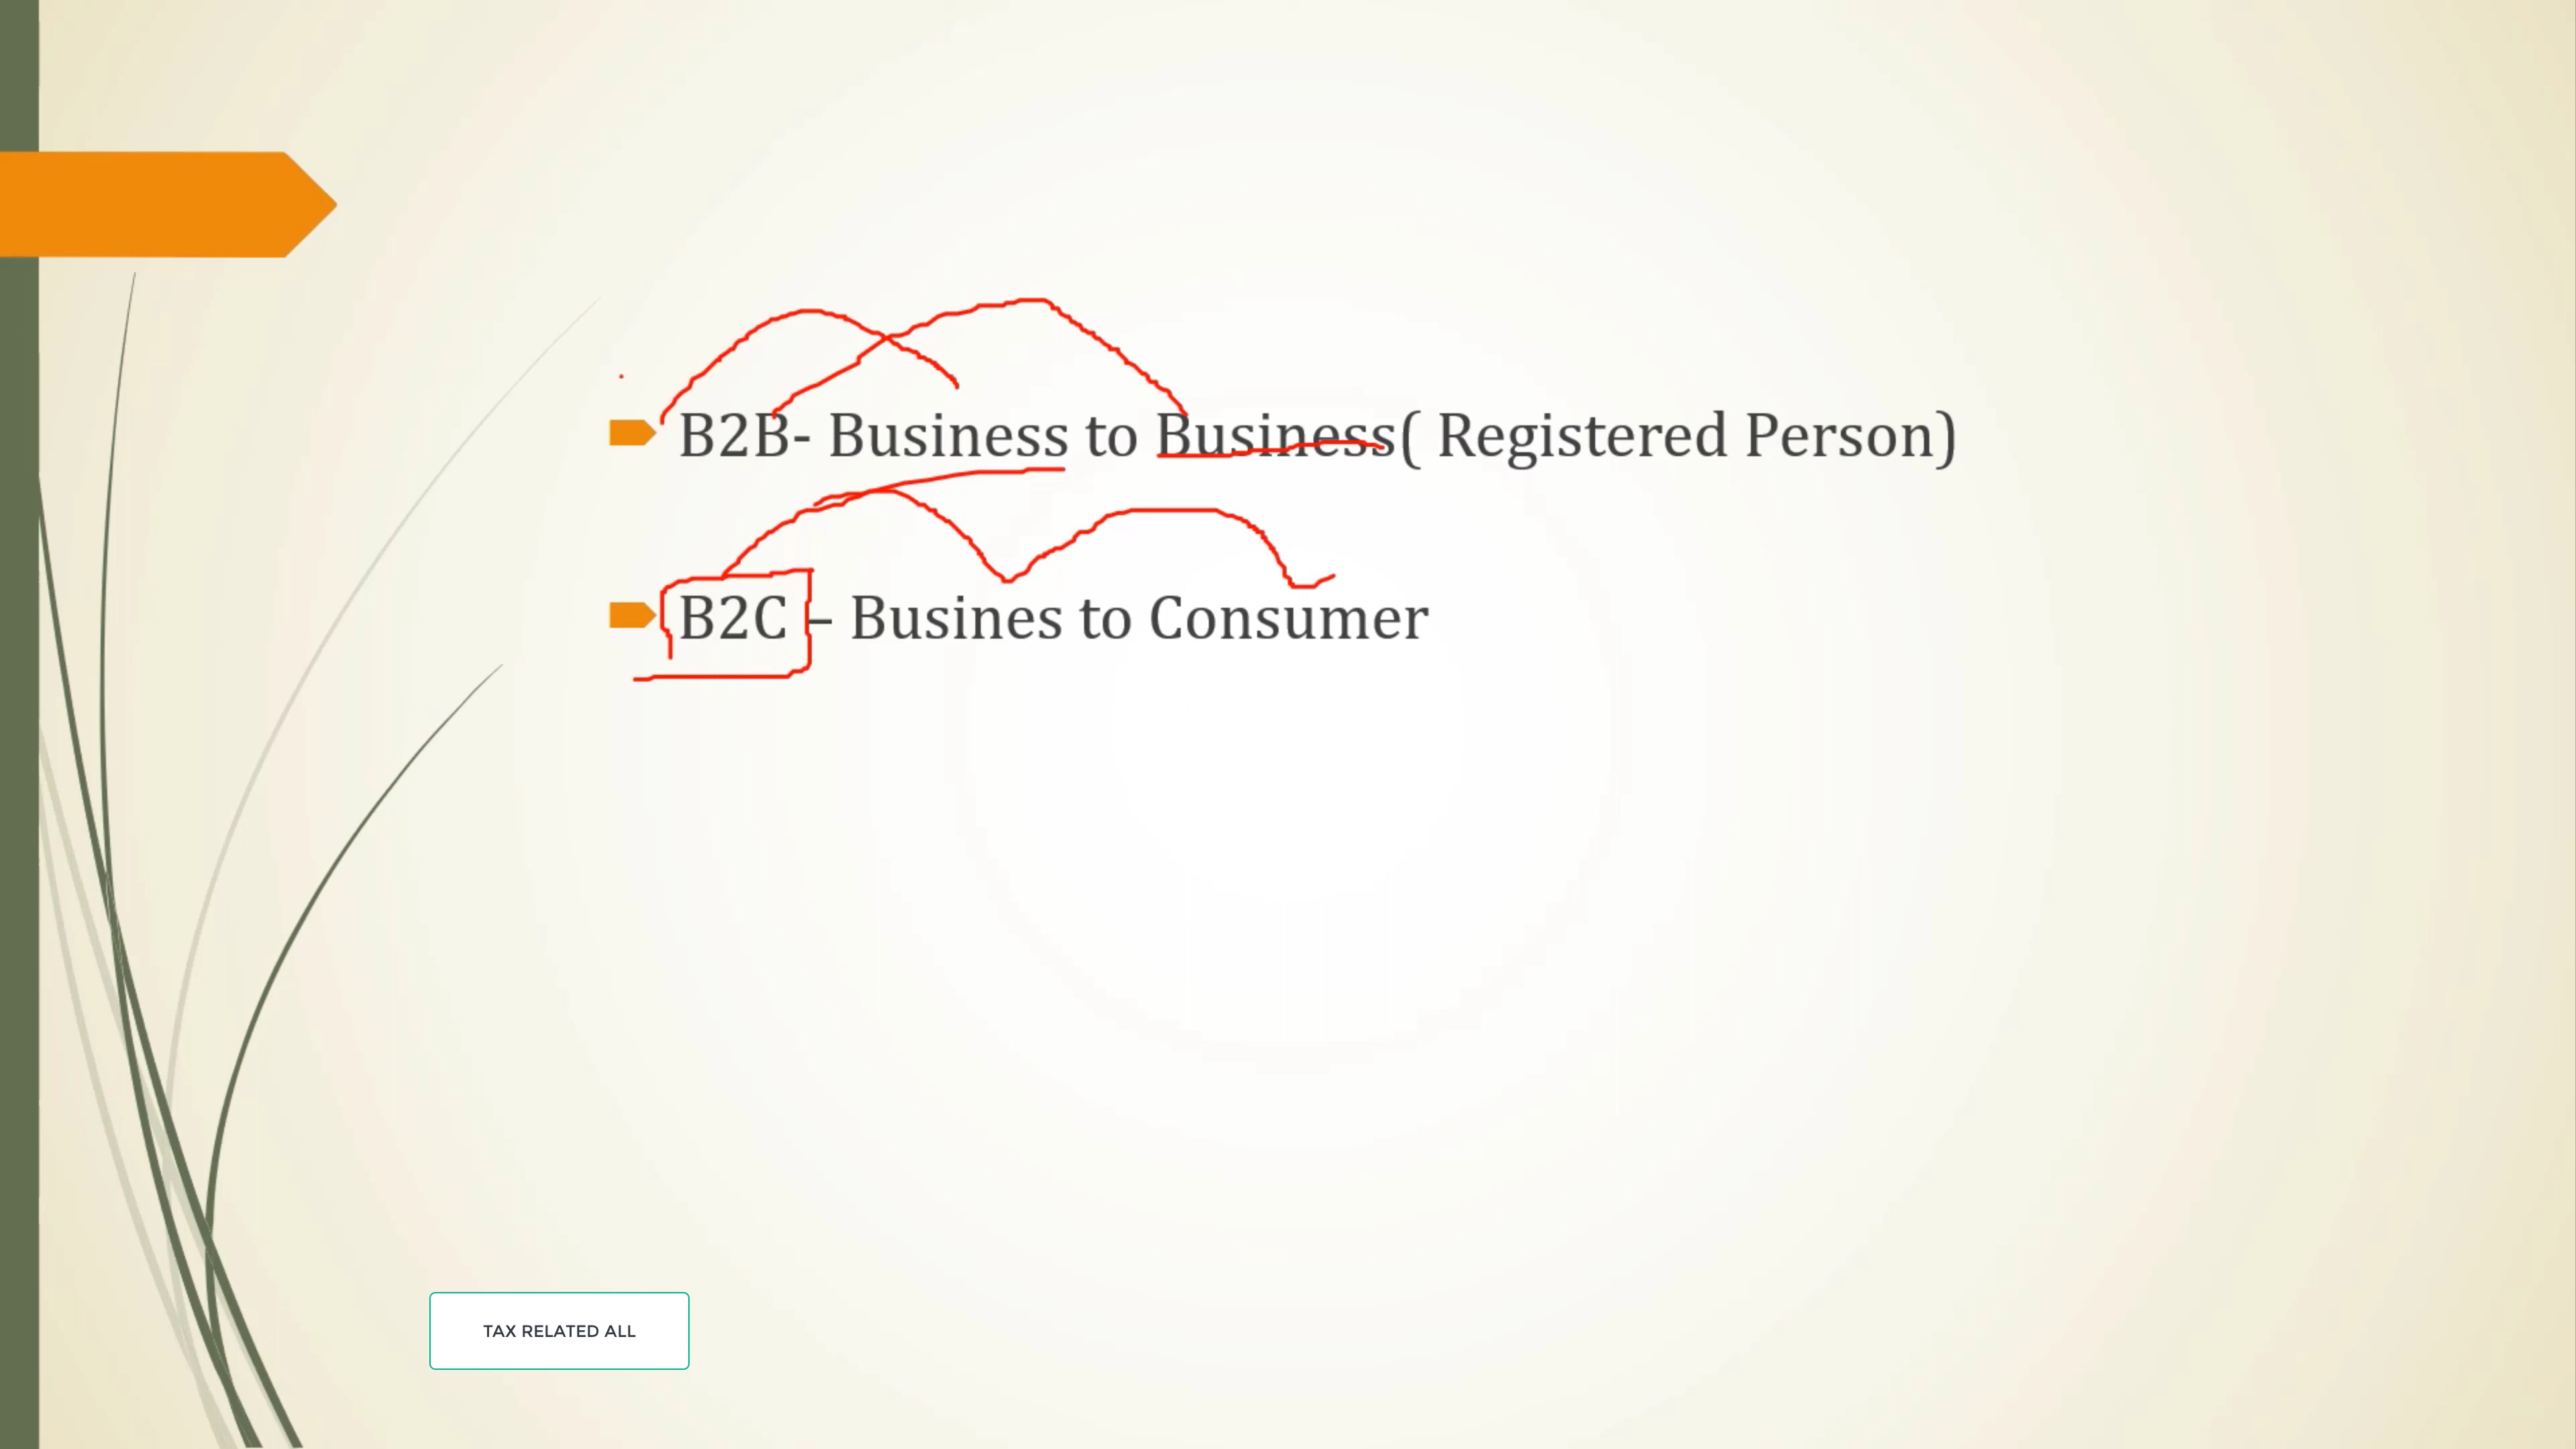 B2B- Business to Business( Registered Person)
B2C – Busines to Consumer
TAX RELATED ALL